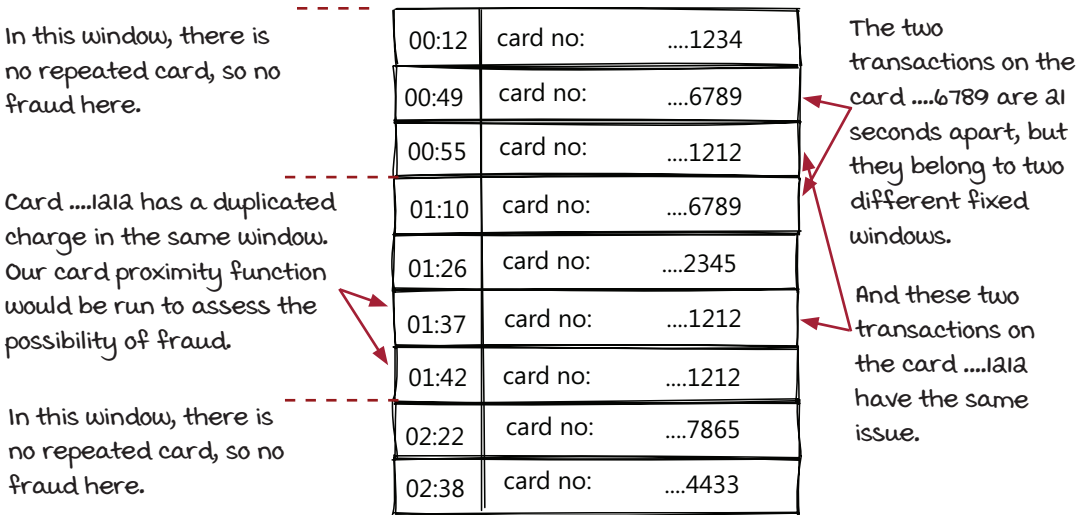 In this window, there is
no repeated card, so no
fraud here.
Card ....1212 has a duplicated
charge in the same window.
Our card proximity function
would be run to assess the
possibility of fraud.
In this window, there is
no repeated card, so no
fraud here.
00:12 card no: ....1234
00:49 card no: ....6789
00:55 card no: ....1212
01:10 card no: ....6789
01:26 card no: ....2345
01:37 card no: ....1212
01:42 card no: ....1212
02:22 card no: ....7865
02:38 card no: ....4433
The two
transactions on the
card ....6789 are 21
seconds apart, but
they belong to two
different fixed
windows.
And these two
transactions on
the card ....1212
have the same
issue.